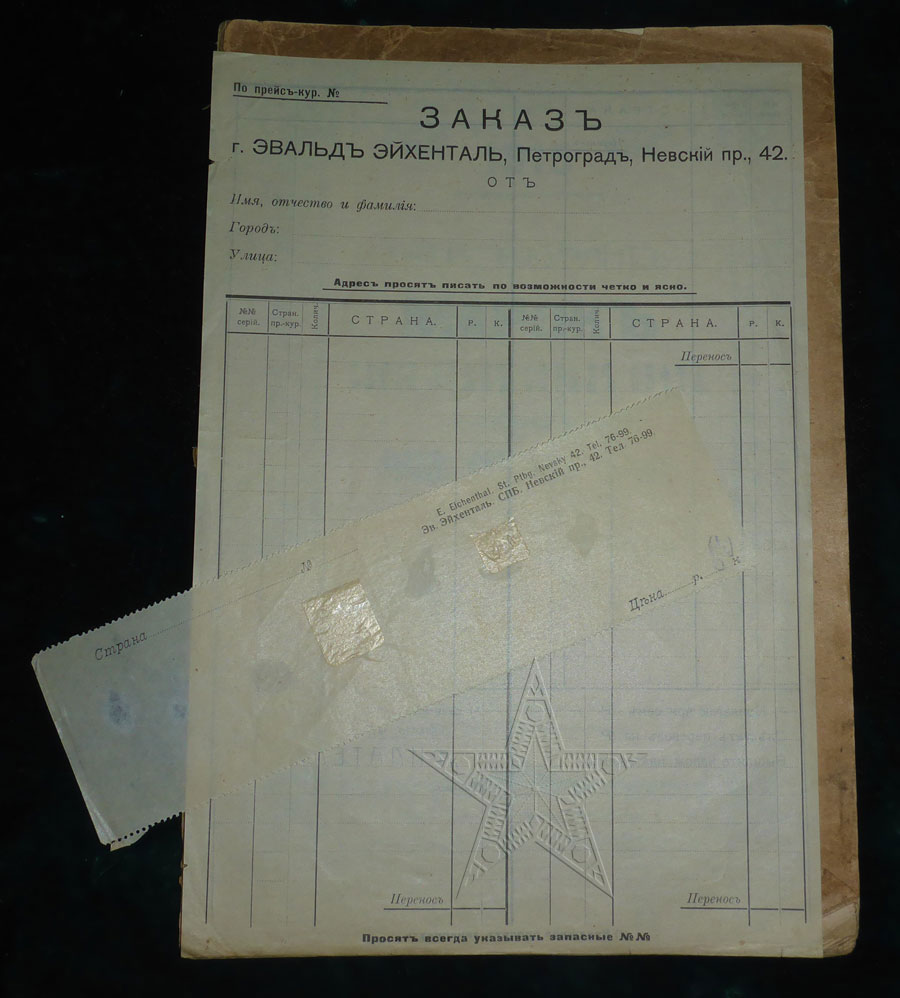 По прейсъ-кур. №
ЗАКАЗЪ
г. ЭВАЛЬДЪ ЭЙХЕНТАЛЬ, Петроградъ, Невскій пр., 42.
ОТЪ
Имя, отчество и фамилія:
Городъ:
Улица:
Адресъ просятъ писать по возможности четко и ясно.
№№ серій. Стран. пр.-кур. Колич. СТРАНА. Р. К. №№ серій. Стран. пр.-кур. Колич. СТРАНА. Р. К.
Переносъ
E. Eichenthal. St. Ptbg. Nevsky 42. Tel. 76-99.
Эв. Эйхенталь. СПБ. Невскій пр., 42. Тел 76-99.
19
Страна
Цѣна р. к
Переносъ Переносъ
Просятъ всегда указывать запасные №№